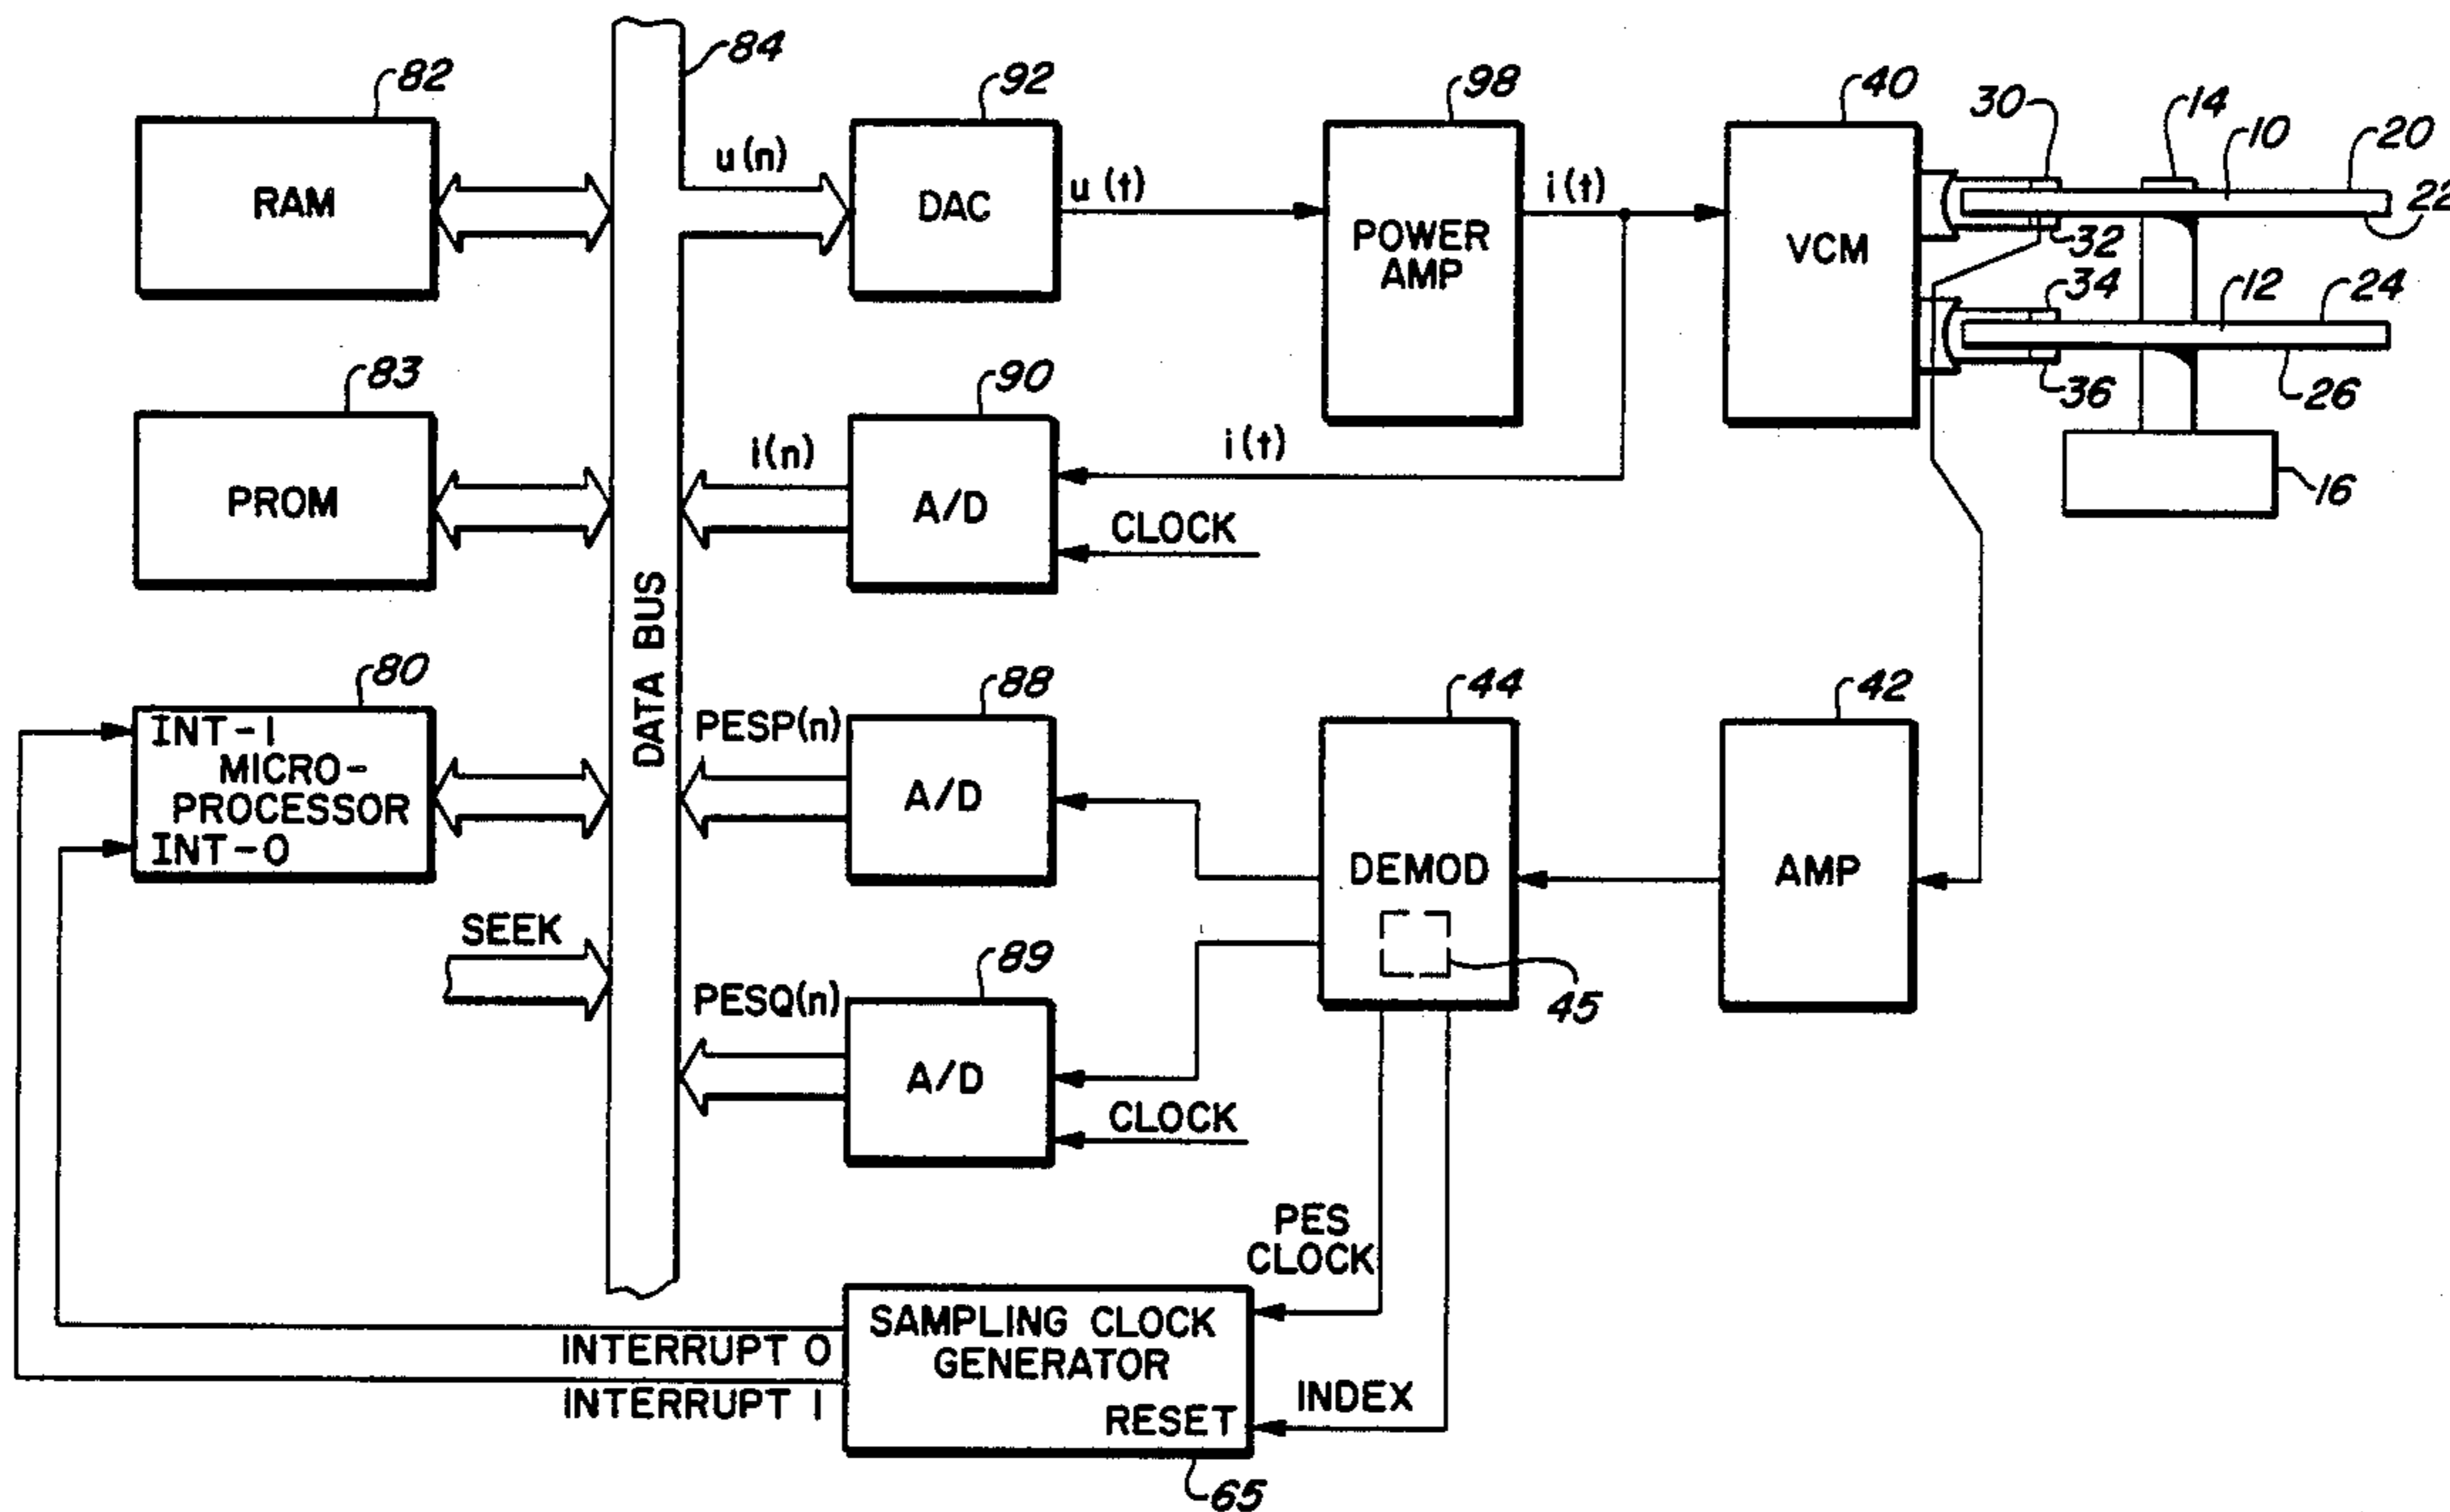 84
82
92
98
40
30
14
10
20
22
RAM
u(n)
DAC
u(t)
POWER
AMP
i(t)
VCM
32
34
12
24
36
26
16
83
90
PROM
i(n)
A/D
i(t)
CLOCK
DATA BUS
80
88
44
42
INT-1
MICRO-
PROCESSOR
INT-0
PESP(n)
A/D
DEMOD
AMP
SEEK
45
89
PESQ(n)
A/D
CLOCK
PES
CLOCK
INTERRUPT 0
INTERRUPT 1
SAMPLING CLOCK
GENERATOR
RESET
INDEX
65